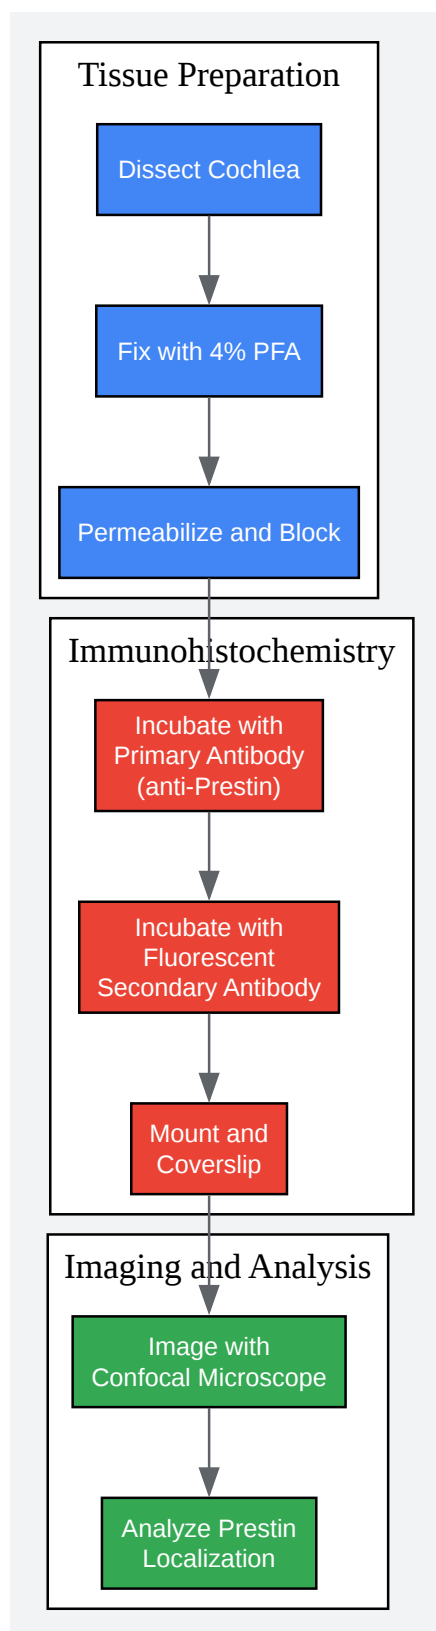 Tissue Preparation
Dissect Cochlea
Fix with 4% PFA
Permeabilize and Block
Immunohistochemistry
Incubate with
Primary Antibody
(anti-Prestin)
Incubate with
Fluorescent
Secondary Antibody
Mount and
Coverslip
Imaging and Analysis
Image with
Confocal Microscope
Analyze Prestin
Localization